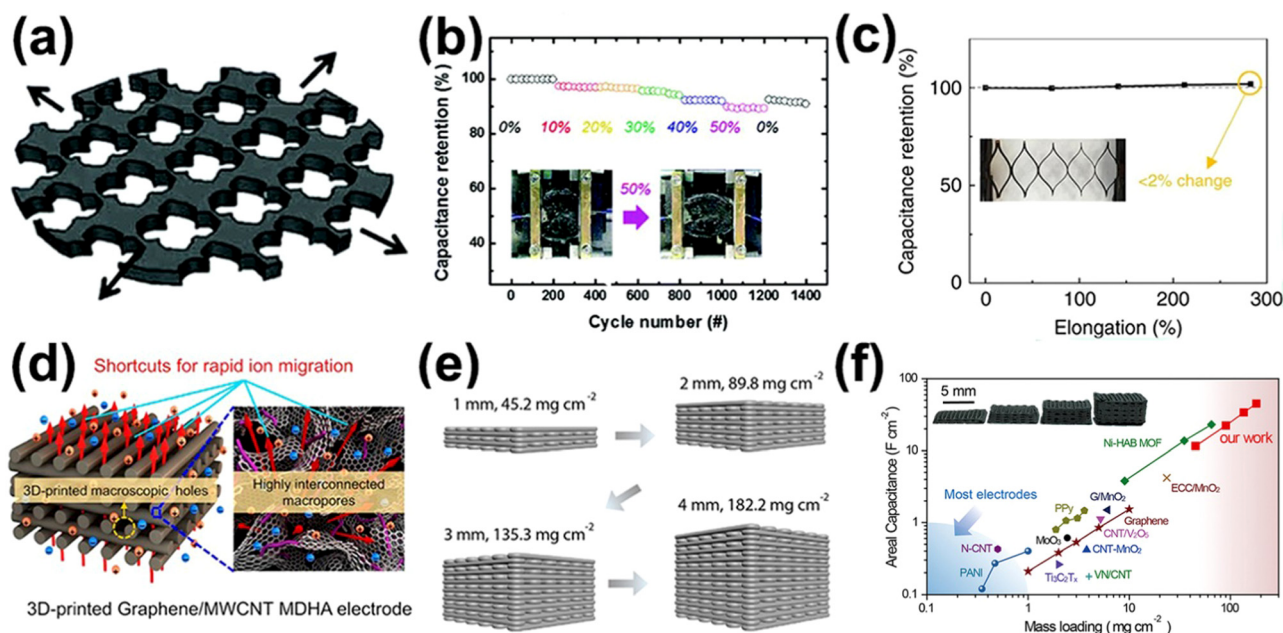 (a)
(b)
Capacitance retention (%)
100
80
60
40
0% 10% 20% 30% 40% 50% 0%
50%
0 200 400 600 800 1000 1200 1400
Cycle number (#)
(c)
Capacitance retention (%)
100
50
0
<2% change
0 100 200 300
Elongation (%)
(d)
Shortcuts for rapid ion migration
3D-printed macroscopic holes
Highly interconnected
macropores
3D-printed Graphene/MWCNT MDHA electrode
(e)
1 mm, 45.2 mg cm⁻²
2 mm, 89.8 mg cm⁻²
3 mm, 135.3 mg cm⁻²
4 mm, 182.2 mg cm⁻²
(f)
Areal Capacitance (F cm⁻²)
100
10
1
0.1
5 mm
Ni-HAB MOF
our work
ECC/MnO₂
Most electrodes
G/MnO₂
PPy
Graphene
CNT/V₂O₅
MoO₃
N-CNT
CNT-MnO₂
PANI
Ti₃C₂Tₓ
VN/CNT
0.1 1 10 100
Mass loading ( mg cm⁻²)